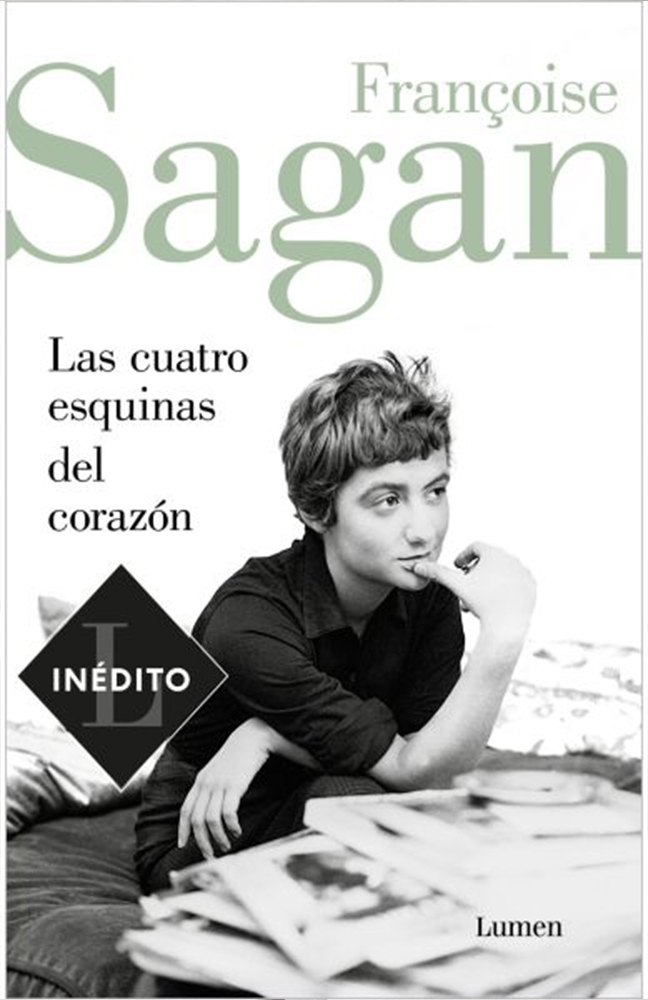 Françoise
Sagan
Las cuatro
esquinas
del
corazón
L
INÉDITO
Lumen